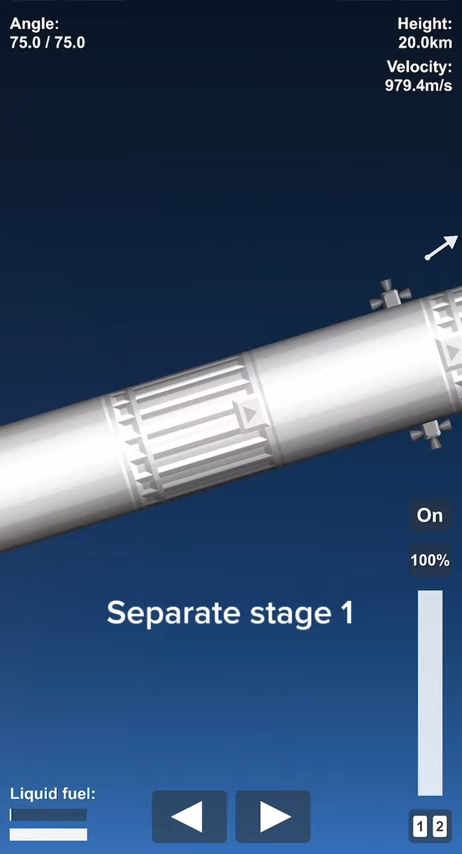 Angle:
75.0 / 75.0
Height:
20.0km
Velocity:
979.4m/s
On
100%
Separate stage 1
Liquid fuel:
1 2